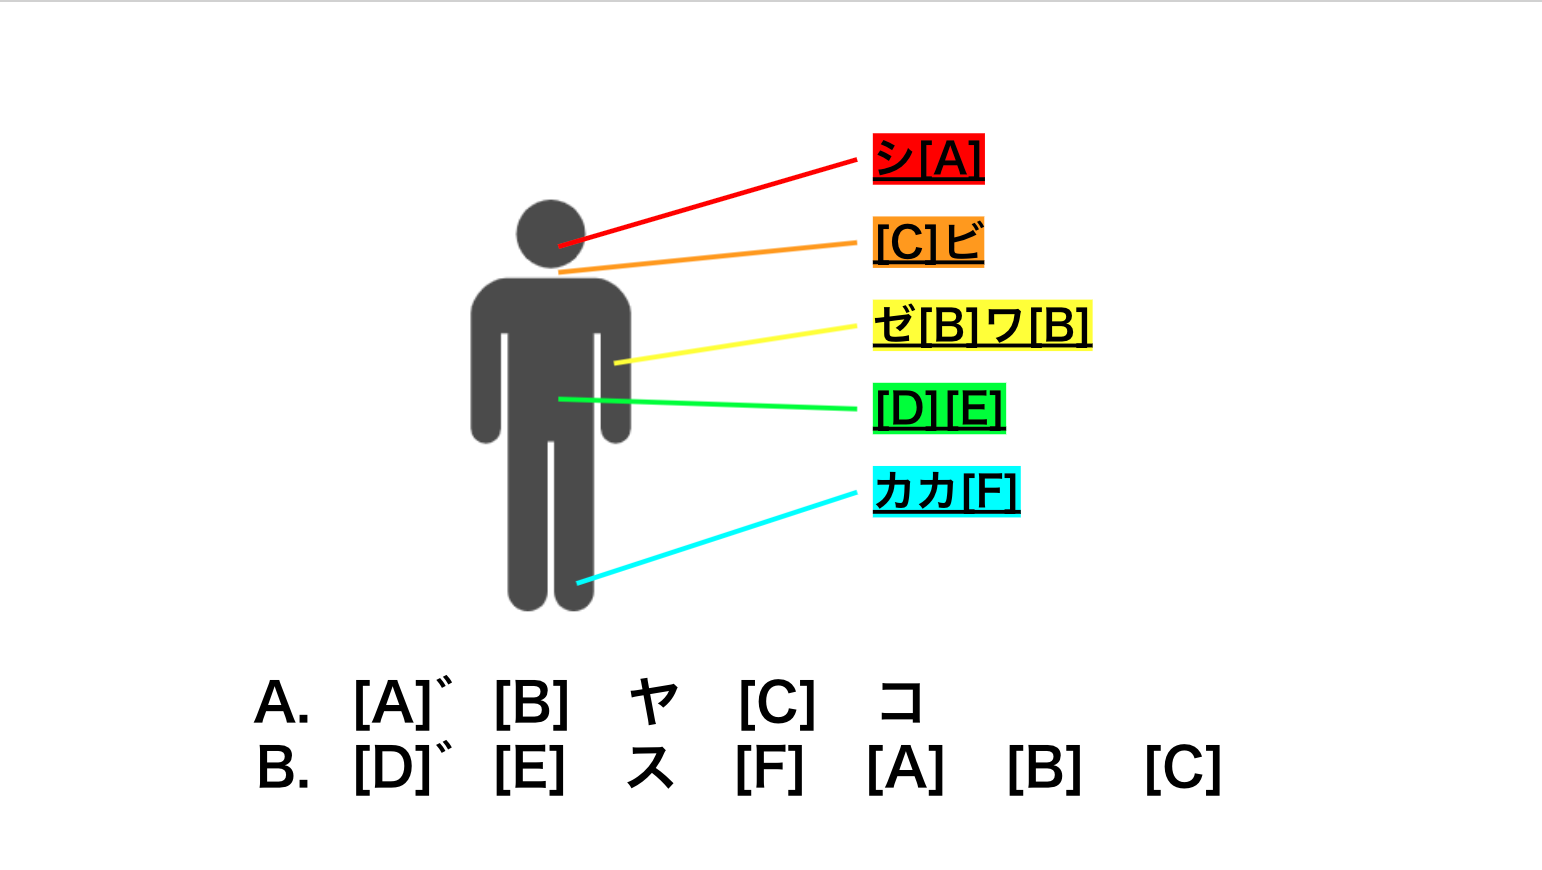 シ[A]
[C]ビ
ゼ[B]ワ[B]
[D][E]
カカ[F]
A. [A]゛ [B] ヤ [C] コ
B. [D]゛ [E] ス [F] [A] [B] [C]